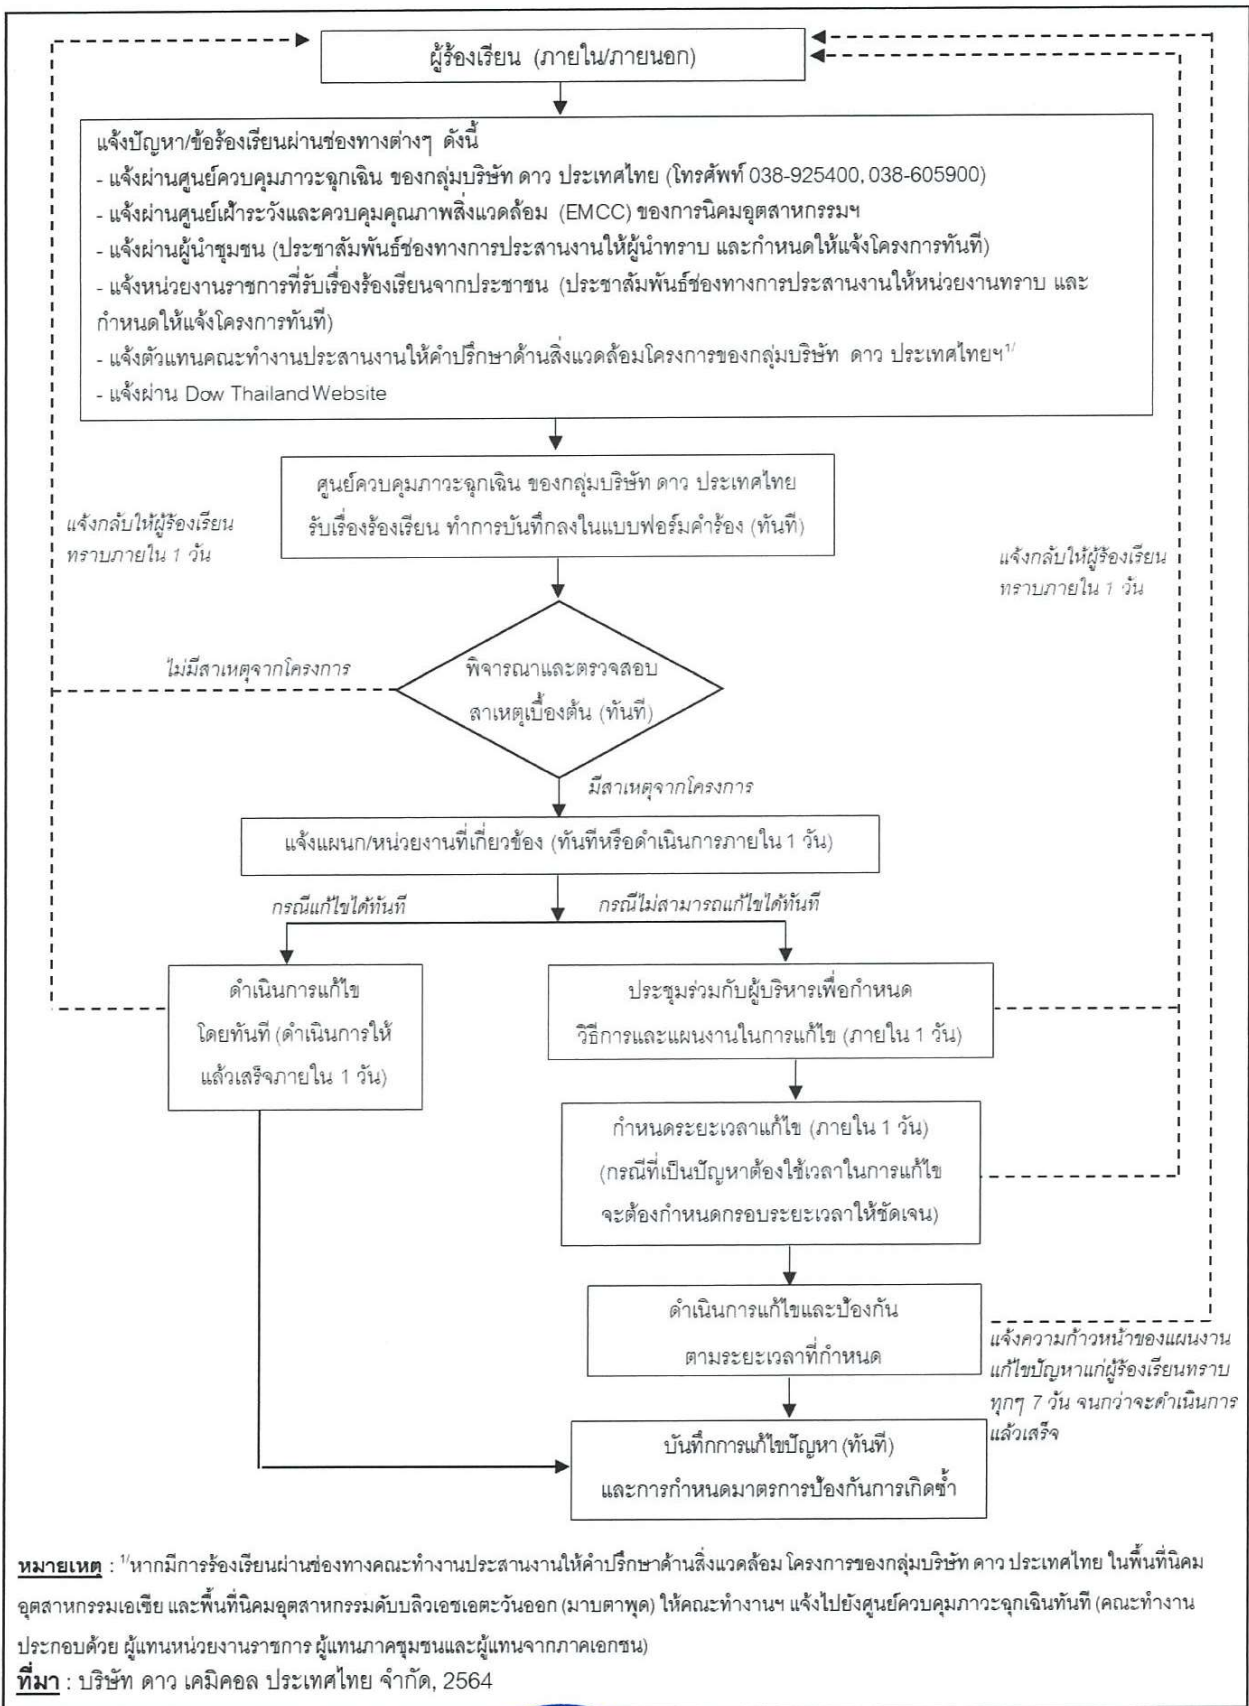 ผู้ร้องเรียน (ภายใน/ภายนอก)
แจ้งปัญหา/ข้อร้องเรียนผ่านช่องทางต่างๆ ดังนี้
- แจ้งผ่านศูนย์ควบคุมภาวะฉุกเฉิน ของกลุ่มบริษัท ดาว ประเทศไทย (โทรศัพท์ 038-925400, 038-605900)
- แจ้งผ่านศูนย์เฝ้าระวังและควบคุมคุณภาพสิ่งแวดล้อม (EMCC) ของการนิคมอุตสาหกรรมฯ
- แจ้งผ่านผู้นำชุมชน (ประชาสัมพันธ์ช่องทางการประสานงานให้ผู้นำทราบ และกำหนดให้แจ้งโครงการทันที)
- แจ้งหน่วยงานราชการที่รับเรื่องร้องเรียนจากประชาชน (ประชาสัมพันธ์ช่องทางการประสานงานให้หน่วยงานทราบ และ
กำหนดให้แจ้งโครงการทันที)
- แจ้งตัวแทนคณะทำงานประสานงานให้คำปรึกษาด้านสิ่งแวดล้อมโครงการของกลุ่มบริษัท ดาว ประเทศไทยฯ1/
- แจ้งผ่าน Dow Thailand Website
ศูนย์ควบคุมภาวะฉุกเฉิน ของกลุ่มบริษัท ดาว ประเทศไทย
รับเรื่องร้องเรียน ทำการบันทึกลงในแบบฟอร์มคำร้อง (ทันที)
แจ้งกลับให้ผู้ร้องเรียน
ทราบภายใน 1 วัน
แจ้งกลับให้ผู้ร้องเรียน
ทราบภายใน 1 วัน
ไม่มีสาเหตุจากโครงการ
พิจารณาและตรวจสอบ
สาเหตุเบื้องต้น (ทันที)
มีสาเหตุจากโครงการ
แจ้งแผนก/หน่วยงานที่เกี่ยวข้อง (ทันทีหรือดำเนินการภายใน 1 วัน)
กรณีแก้ไขได้ทันที
กรณีไม่สามารถแก้ไขได้ทันที
ดำเนินการแก้ไข
โดยทันที (ดำเนินการให้
แล้วเสร็จภายใน 1 วัน)
ประชุมร่วมกับผู้บริหารเพื่อกำหนด
วิธีการและแผนงานในการแก้ไข (ภายใน 1 วัน)
กำหนดระยะเวลาแก้ไข (ภายใน 1 วัน)
(กรณีที่เป็นปัญหาต้องใช้เวลาในการแก้ไข
จะต้องกำหนดกรอบระยะเวลาให้ชัดเจน)
ดำเนินการแก้ไขและป้องกัน
ตามระยะเวลาที่กำหนด
แจ้งความก้าวหน้าของแผนงาน
แก้ไขปัญหาแก่ผู้ร้องเรียนทราบ
ทุกๆ 7 วัน จนกว่าจะดำเนินการ
แล้วเสร็จ
บันทึกการแก้ไขปัญหา (ทันที)
และการกำหนดมาตรการป้องกันการเกิดซ้ำ
หมายเหตุ : 1/หากมีการร้องเรียนผ่านช่องทางคณะทำงานประสานงานให้คำปรึกษาด้านสิ่งแวดล้อม โครงการของกลุ่มบริษัท ดาว ประเทศไทย ในพื้นที่นิคม
อุตสาหกรรมเอเชีย และพื้นที่นิคมอุตสาหกรรมดับบลิวเอชเอตะวันออก (มาบตาพุด) ให้คณะทำงานฯ แจ้งไปยังศูนย์ควบคุมภาวะฉุกเฉินทันที (คณะทำงาน
ประกอบด้วย ผู้แทนหน่วยงานราชการ ผู้แทนภาคชุมชนและผู้แทนจากภาคเอกชน)
ที่มา : บริษัท ดาว เคมิคอล ประเทศไทย จำกัด, 2564